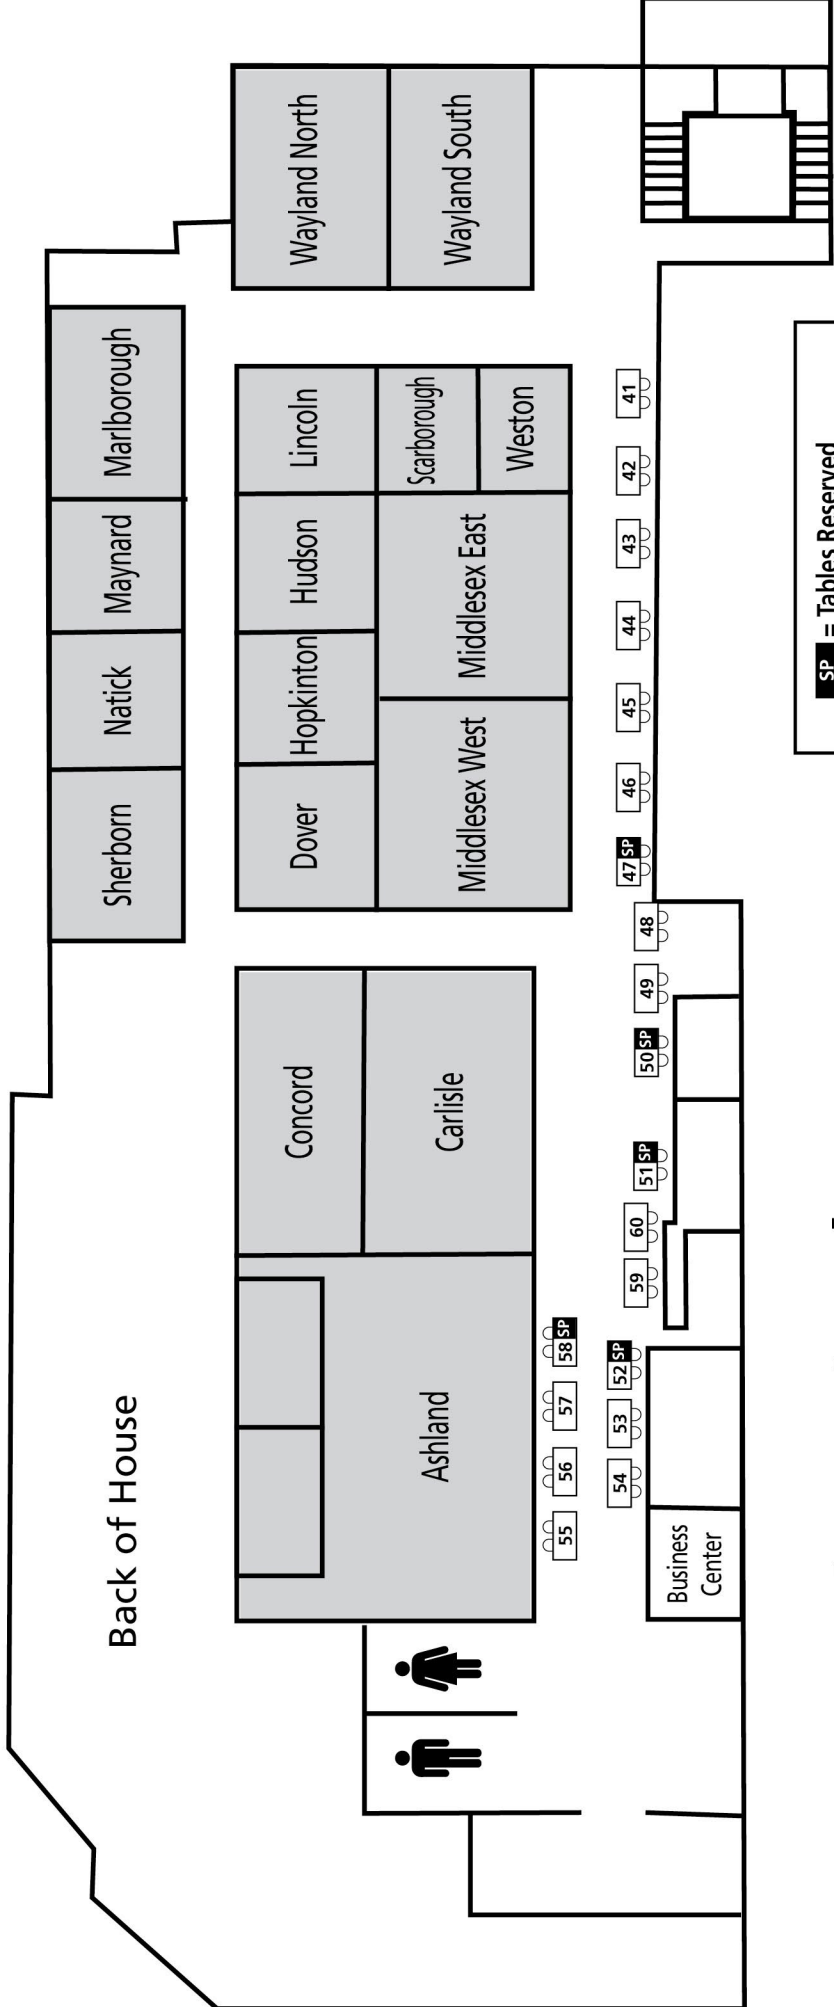 Wayland North
Wayland South
Marlborough
Maynard
Natick
Sherborn
Lincoln
Scarborough
Weston
Hudson
Hopkinton
Dover
Middlesex East
Middlesex West
Concord
Carlisle
Ashland
Back of House
Business
Center
41
42
43
44
45
46
47 SP
48
49
50 SP
51 SP
60
59
58 SP
57
56
55
52 SP
53
54
SP = Tables Reserved